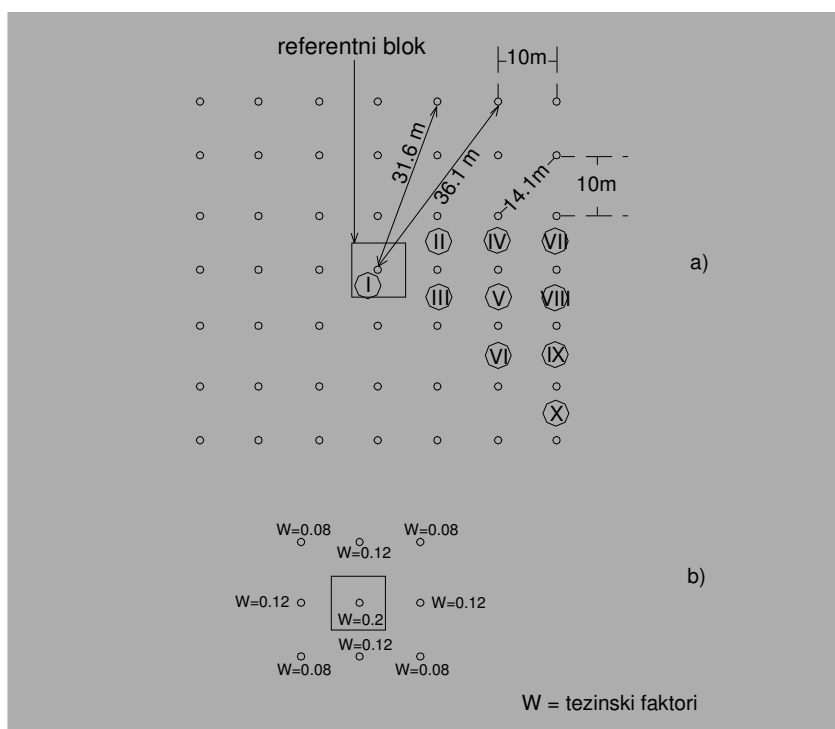 referentni blok
10m
31.6 m
36.1 m
14.1m
10m
II
IV
VII
a)
I
III
V
VIII
VI
IX
X
W=0.08
W=0.08
W=0.12
b)
W=0.12
W=0.12
W=0.2
W=0.12
W=0.08
W=0.08
W = tezinski faktori